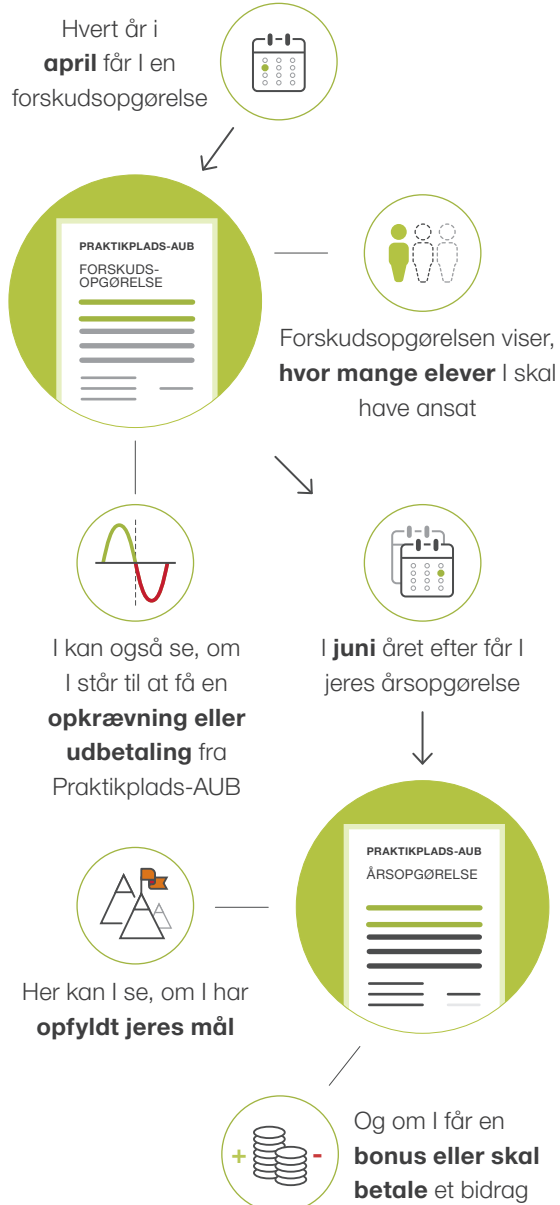 Hvert år i
april får I en
forskudsopgørelse
PRAKTIKPLADS-AUB
FORSKUDS-
OPGØRELSE
Forskudsopgørelsen viser,
hvor mange elever I skal
have ansat
I kan også se, om
I står til at få en
opkrævning eller
udbetaling fra
Praktikplads-AUB
I juni året efter får I
jeres årsopgørelse
PRAKTIKPLADS-AUB
ÅRSOPGØRELSE
Her kan I se, om I har
opfyldt jeres mål
+ -
Og om I får en
bonus eller skal
betale et bidrag